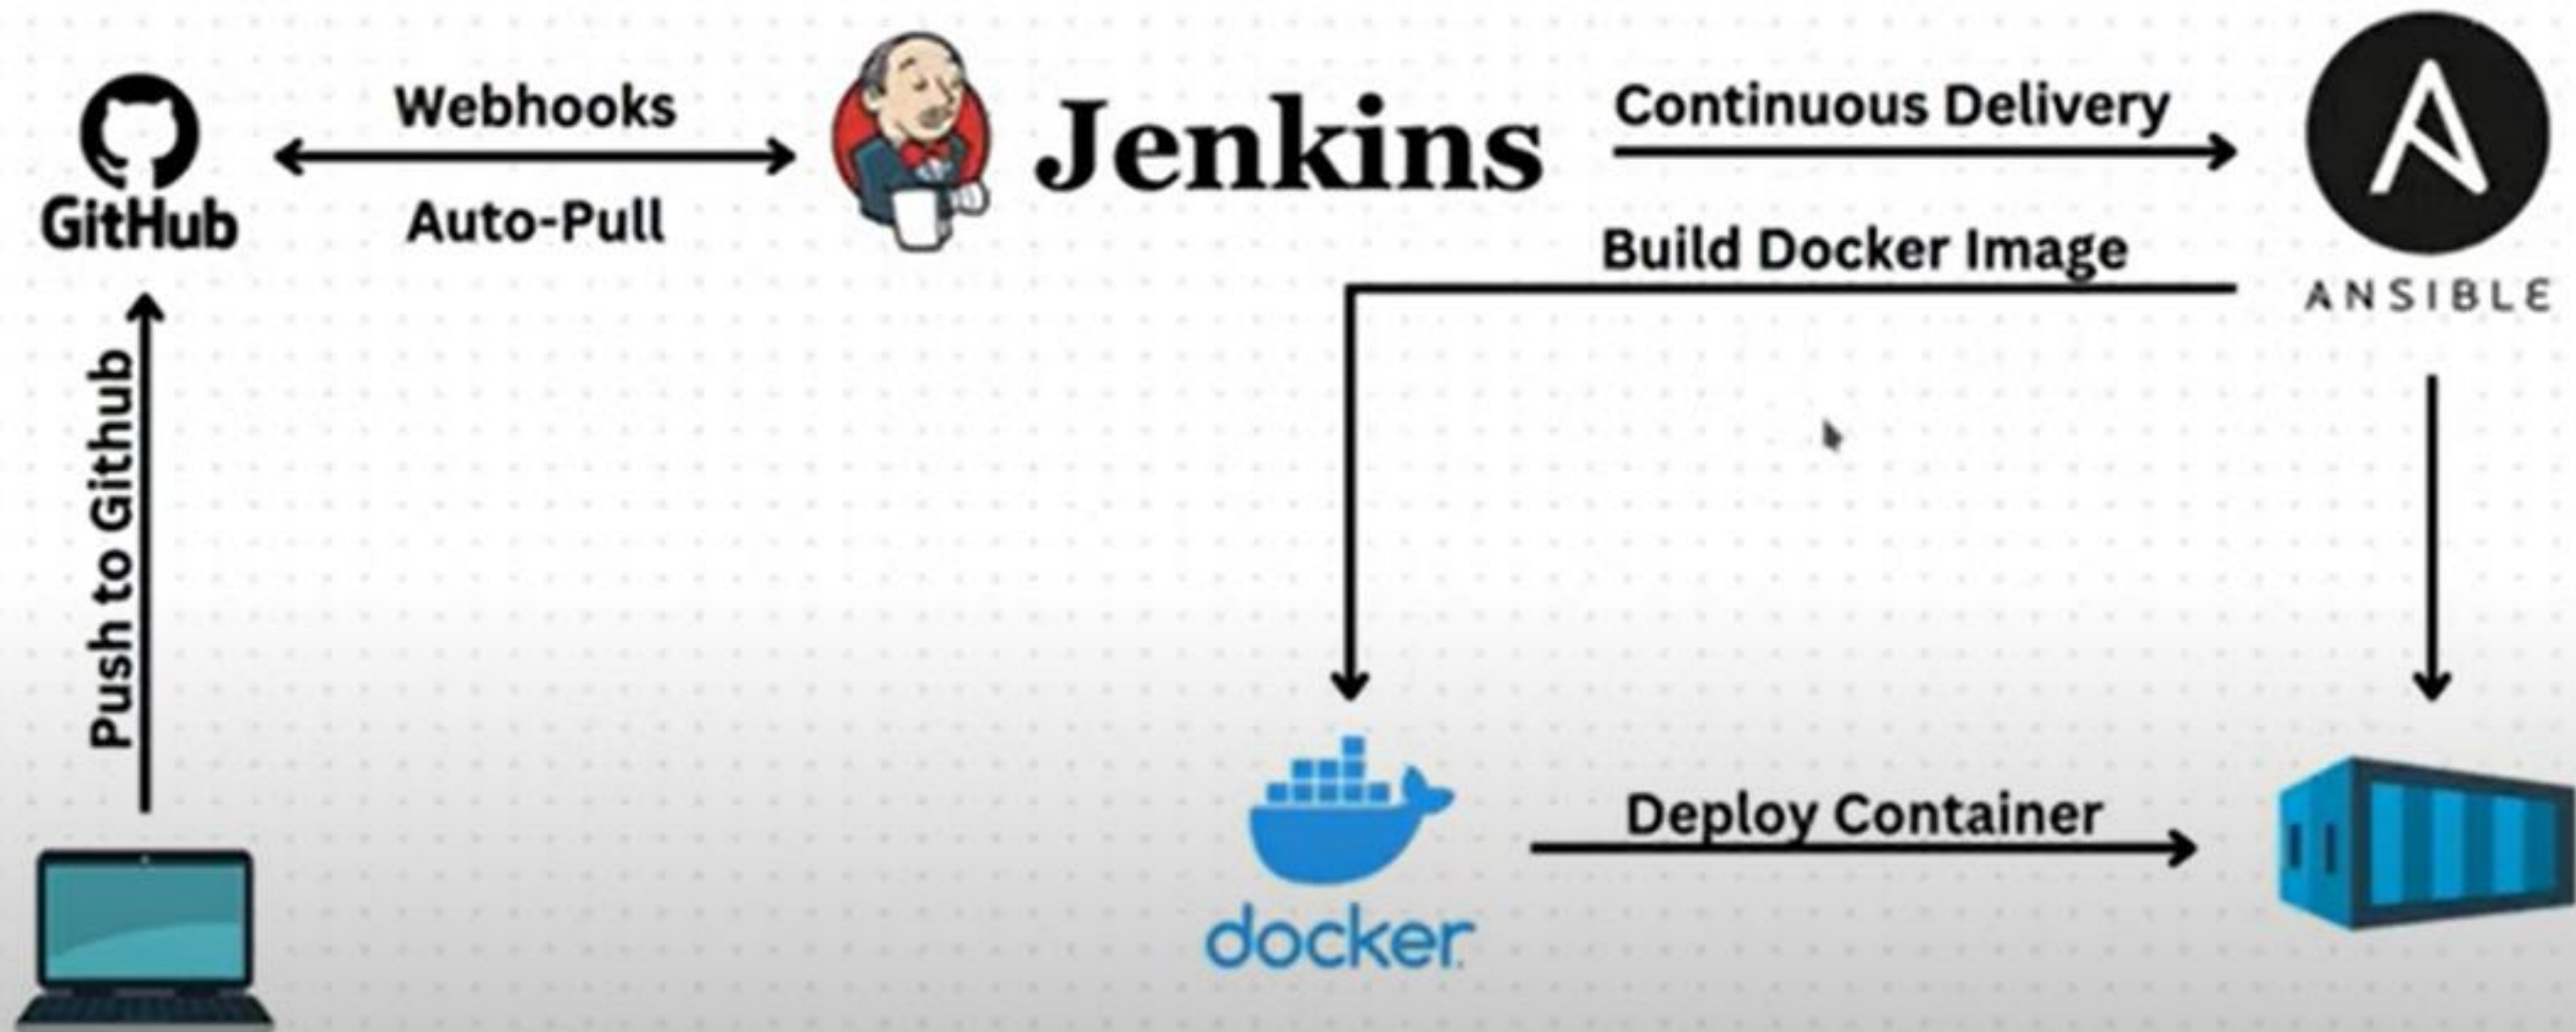 GitHub
Webhooks
Auto-Pull
Jenkins
Continuous Delivery
Build Docker Image
ANSIBLE
Push to Github
docker
Deploy Container